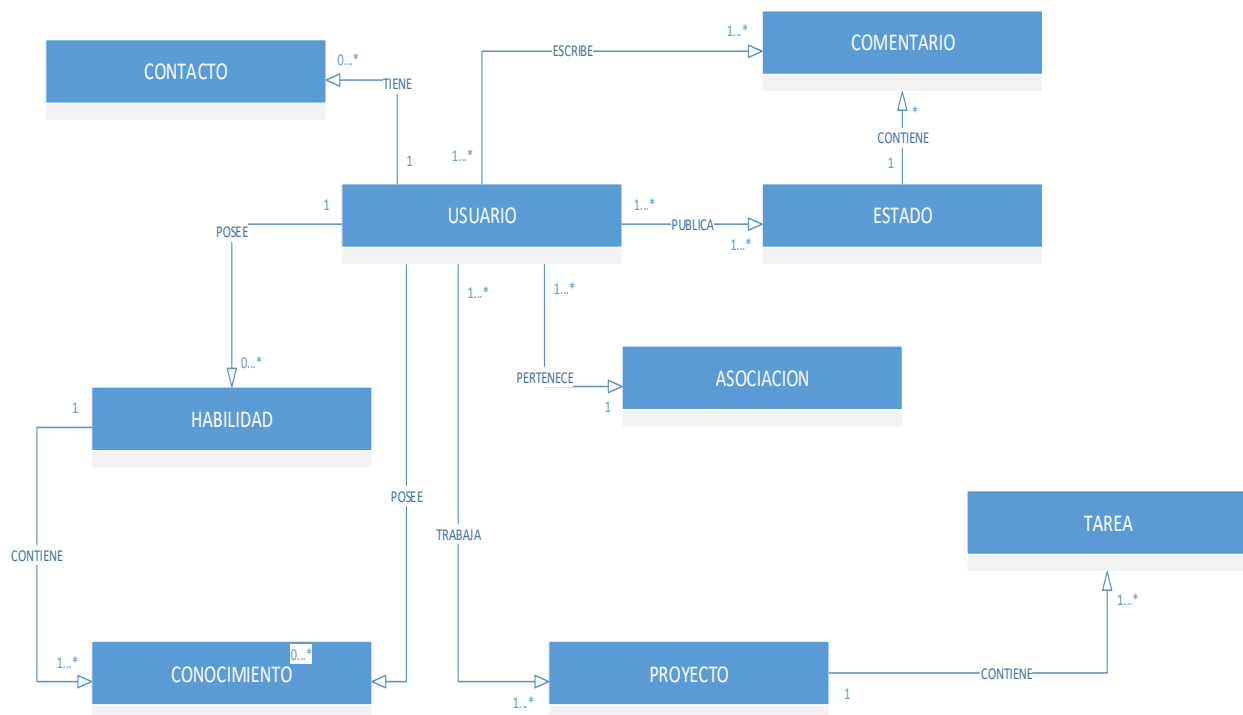 COMENTARIO
1...*
ESCRIBE
CONTACTO
0...*
TIENE
*
CONTIENE
1
1...*
1
USUARIO
1
1...*
PUBLICA
1...*
ESTADO
POSEE
1...*
1...*
0...*
PERTENECE
1
ASOCIACION
1
HABILIDAD
POSEE
TRABAJA
TAREA
CONTIENE
1...*
0...*
1...*
CONOCIMIENTO
PROYECTO
CONTIENE
1...*
1